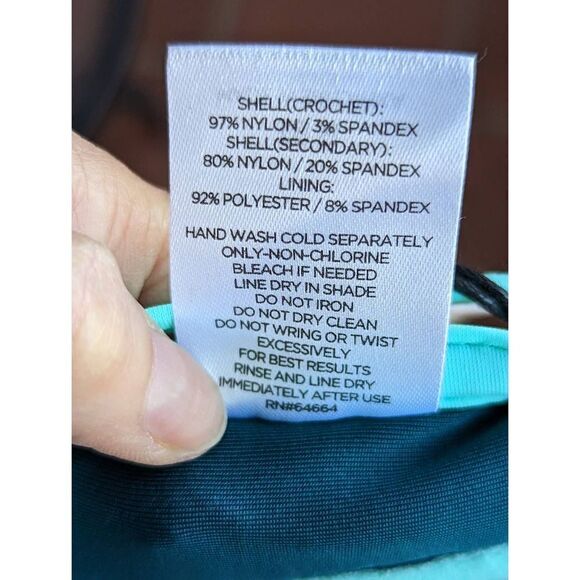 SHELL(CROCHET):
97% NYLON / 3% SPANDEX
SHELL(SECONDARY):
80% NYLON / 20% SPANDEX
LINING:
92% POLYESTER / 8% SPANDEX
HAND WASH COLD SEPARATELY
ONLY-NON-CHLORINE
BLEACH IF NEEDED
LINE DRY IN SHADE
DO NOT IRON
DO NOT DRY CLEAN
DO NOT WRING OR TWIST
EXCESSIVELY
FOR BEST RESULTS
RINSE AND LINE DRY
IMMEDIATELY AFTER USE
RN#64664